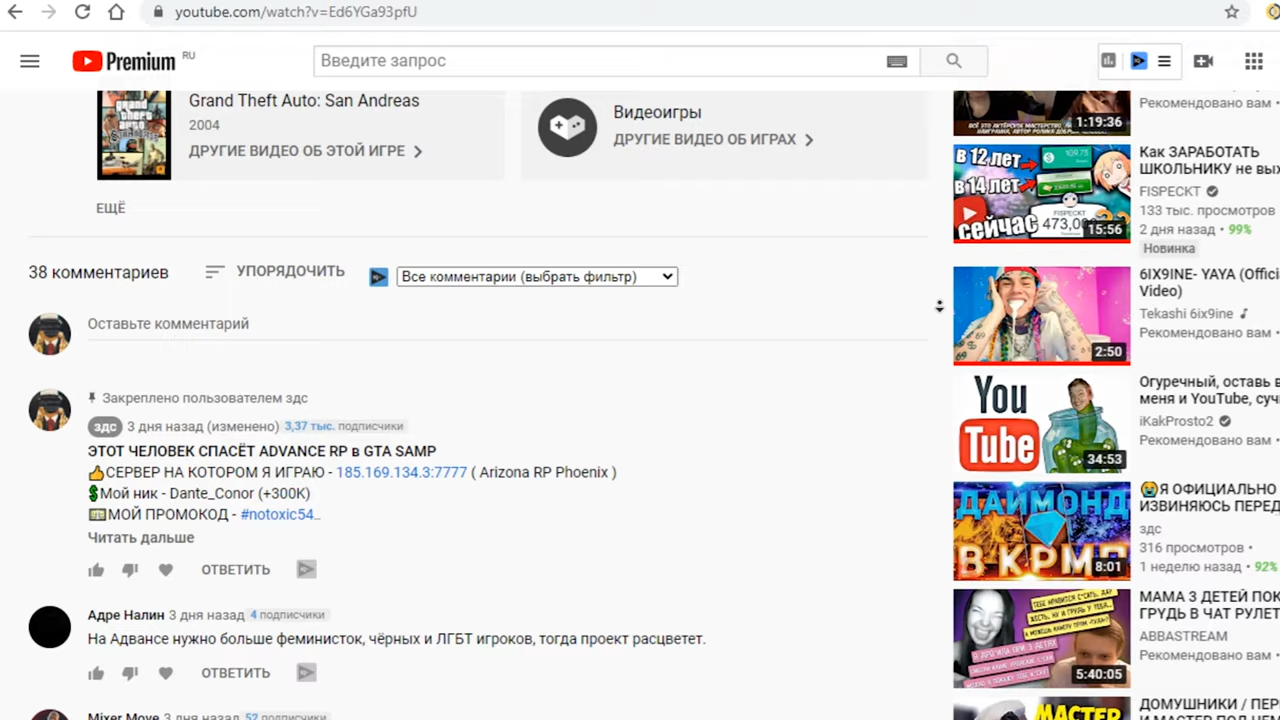 youtube.com/watch?v=Ed6YGa93pfU
Premium RU
Введите запрос
Grand Theft Auto: San Andreas
2004
ДРУГИЕ ВИДЕО ОБ ЭТОЙ ИГРЕ
Видеоигры
ДРУГИЕ ВИДЕО ОБ ИГРАХ
ЕЩЁ
38 комментариев
УПОРЯДОЧИТЬ
Все комментарии (выбрать фильтр)
Оставьте комментарий
Закреплено пользователем здс
здс 3 дня назад (изменено) 3,37 тыс. подписчики
ЭТОТ ЧЕЛОВЕК СПАСЁТ ADVANCE RP в GTA SAMP
👍СЕРВЕР НА КОТОРОМ Я ИГРАЮ - 185.169.134.3:7777 ( Arizona RP Phoenix )
💲Мой ник - Dante_Conor (+300K)
💵МОЙ ПРОМОКОД - #notoxic54...
Читать дальше
ОТВЕТИТЬ
Адре Налин 3 дня назад 4 подписчики
На Адвансе нужно больше феминисток, чёрных и ЛГБТ игроков, тогда проект расцветет.
ОТВЕТИТЬ
Mixer Move 3 дня назад 52 подписчики
1:19:36
Рекомендовано вам •
в 12 лет
в 14 лет
сейчас
FISPECKT
473,0
15:56
Как ЗАРАБОТАТЬ
ШКОЛЬНИКУ не вых
FISPECKT
133 тыс. просмотров
2 дня назад • 99%
Новинка
2:50
6IX9INE- YAYA (Offici
Video)
Tekashi 6ix9ine
Рекомендовано вам •
You
Tube
34:53
Огуречный, оставь в
меня и YouTube, суч
iKakProsto2
Рекомендовано вам •
ДАЙМОНД
В КРМП
8:01
😭Я ОФИЦИАЛЬНО
ИЗВИНЯЮСЬ ПЕРЕД
здс
316 просмотров •
1 неделю назад • 92%
5:40:05
МАМА 3 ДЕТЕЙ ПОК
ГРУДЬ В ЧАТ РУЛЕТ
ABBASTREAM
Рекомендовано вам •
МАСТЕР
ДОМУШНИКИ / ПЕР
И МАСТЕР ПОД ЧЕМ